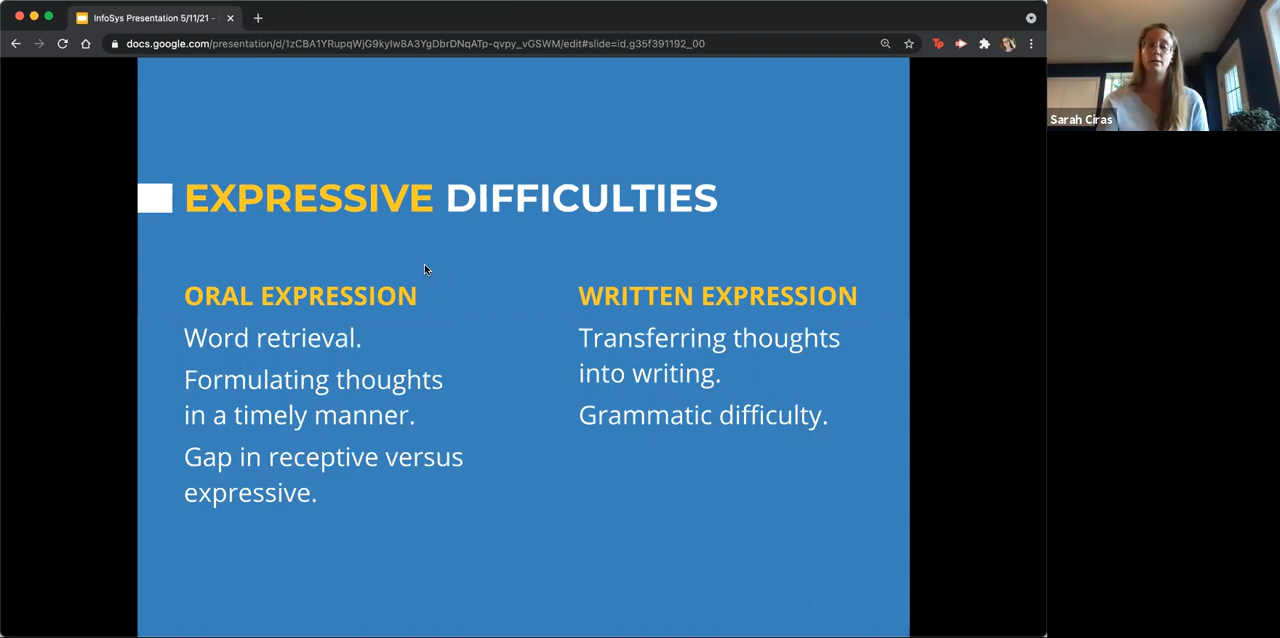 InfoSys Presentation 5/11/21 -
docs.google.com/presentation/d/1zCBA1YRupqWjG9kylw8A3YgDbrDNqATp-qvpy_vGSWM/edit#slide=id.g35f391192_00
Sarah Ciras
EXPRESSIVE DIFFICULTIES
ORAL EXPRESSION
Word retrieval.
Formulating thoughts
in a timely manner.
Gap in receptive versus
expressive.
WRITTEN EXPRESSION
Transferring thoughts
into writing.
Grammatic difficulty.